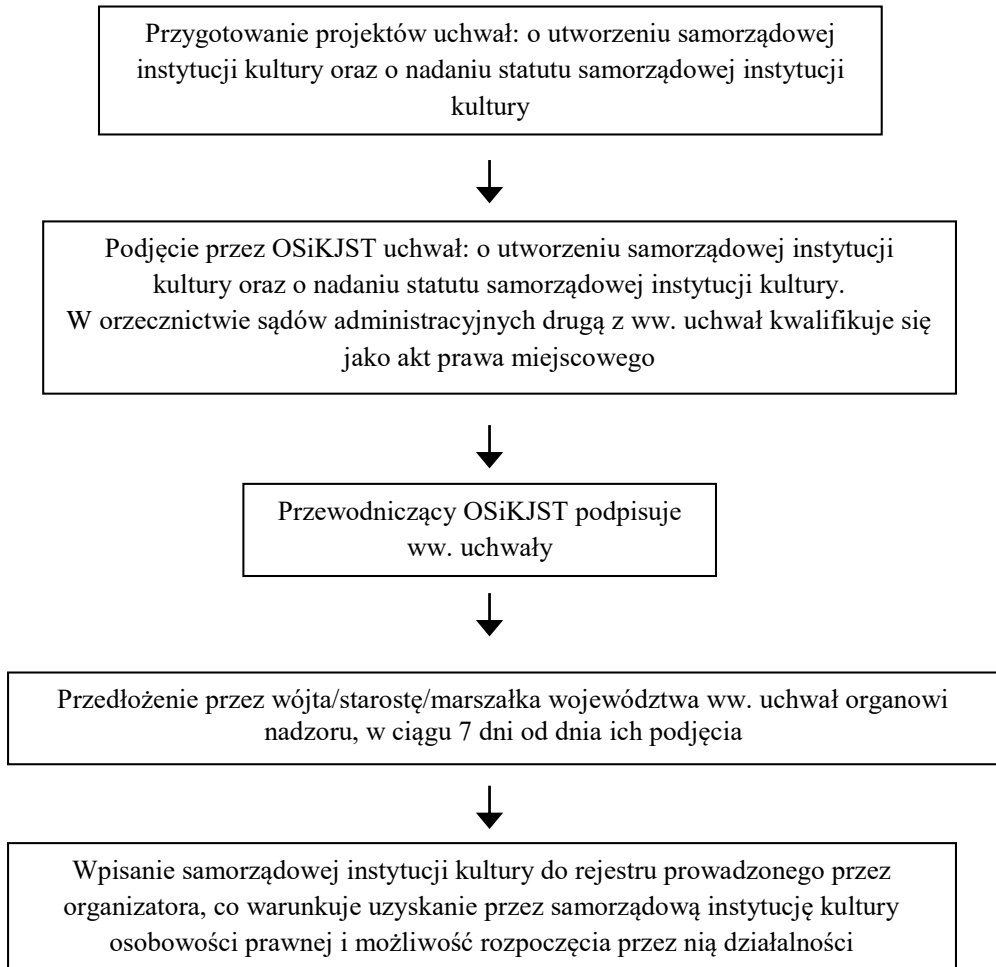 Przygotowanie projektów uchwał: o utworzeniu samorządowej
instytucji kultury oraz o nadaniu statutu samorządowej instytucji
kultury
Podjęcie przez OSiKJST uchwał: o utworzeniu samorządowej instytucji
kultury oraz o nadaniu statutu samorządowej instytucji kultury.
W orzecznictwie sądów administracyjnych drugą z ww. uchwał kwalifikuje się
jako akt prawa miejscowego
Przewodniczący OSiKJST podpisuje
ww. uchwały
Przedłożenie przez wójta/starostę/marszałka województwa ww. uchwał organowi
nadzoru, w ciągu 7 dni od dnia ich podjęcia
Wpisanie samorządowej instytucji kultury do rejestru prowadzonego przez
organizatora, co warunkuje uzyskanie przez samorządową instytucję kultury
osobowości prawnej i możliwość rozpoczęcia przez nią działalności